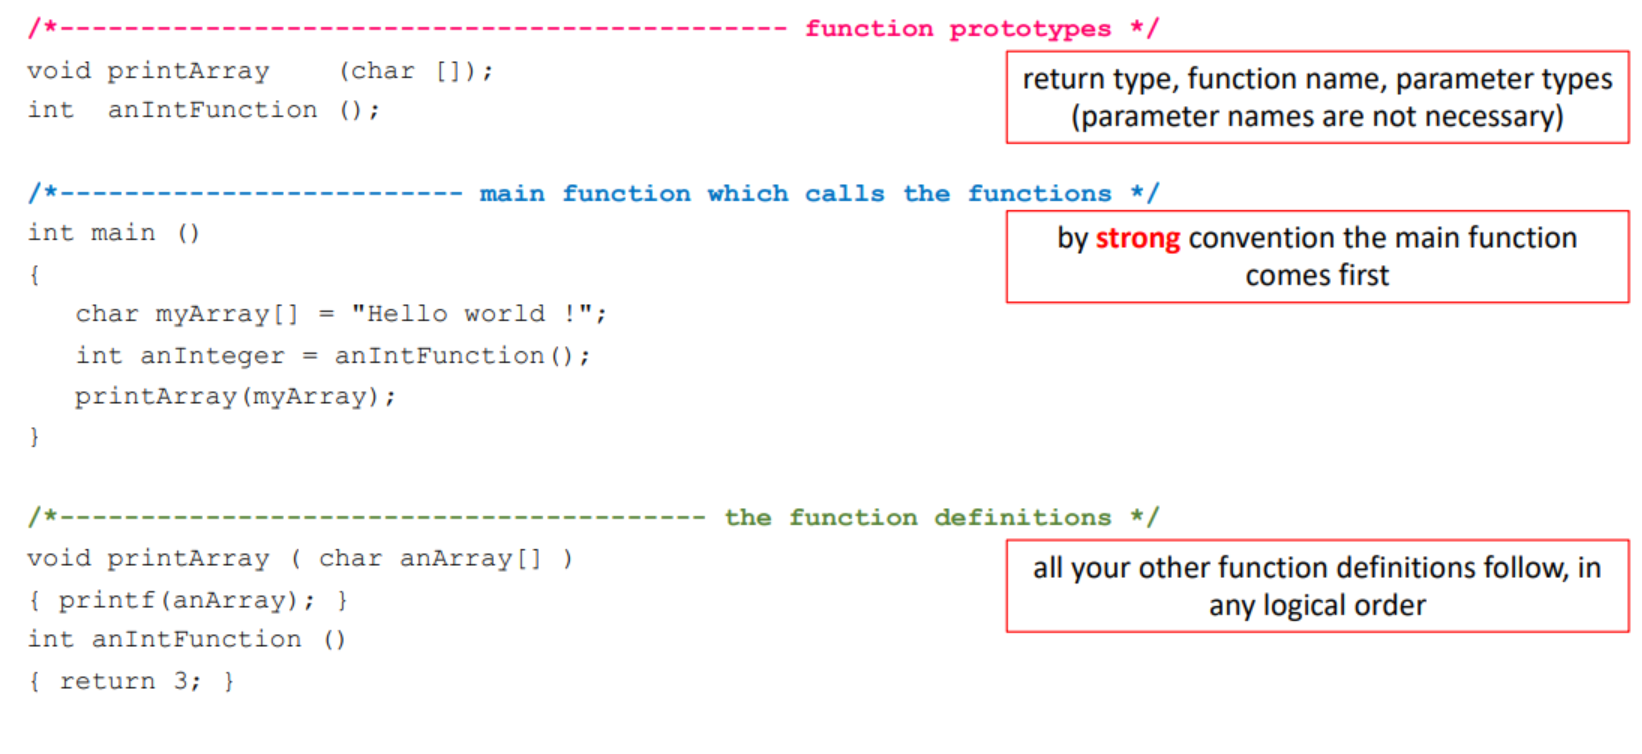 /*--------------------------------------------- function prototypes */
void printArray    (char []);
int  anIntFunction ();
return type, function name, parameter types
(parameter names are not necessary)
/*------------------------- main function which calls the functions */
int main ()
{
   char myArray[] = "Hello world !";
   int anInteger = anIntFunction();
   printArray(myArray);
}
by strong convention the main function
comes first
/*---------------------------------------- the function definitions */
void printArray ( char anArray[] )
{ printf(anArray); }
int anIntFunction ()
{ return 3; }
all your other function definitions follow, in
any logical order